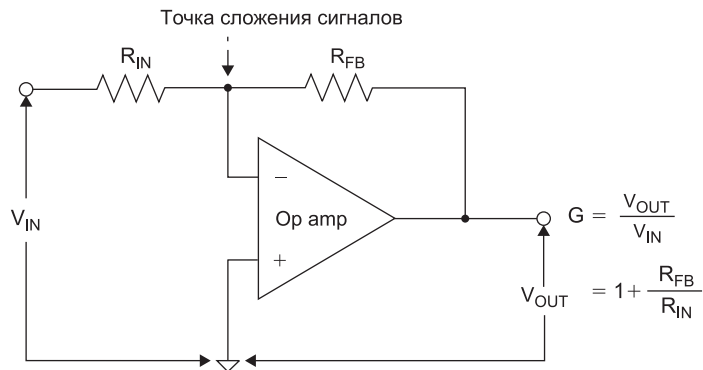 Точка сложения сигналов
R_IN
R_FB
V_IN
−
Op amp
+
G = V_OUT / V_IN
V_OUT
= 1 + R_FB / R_IN